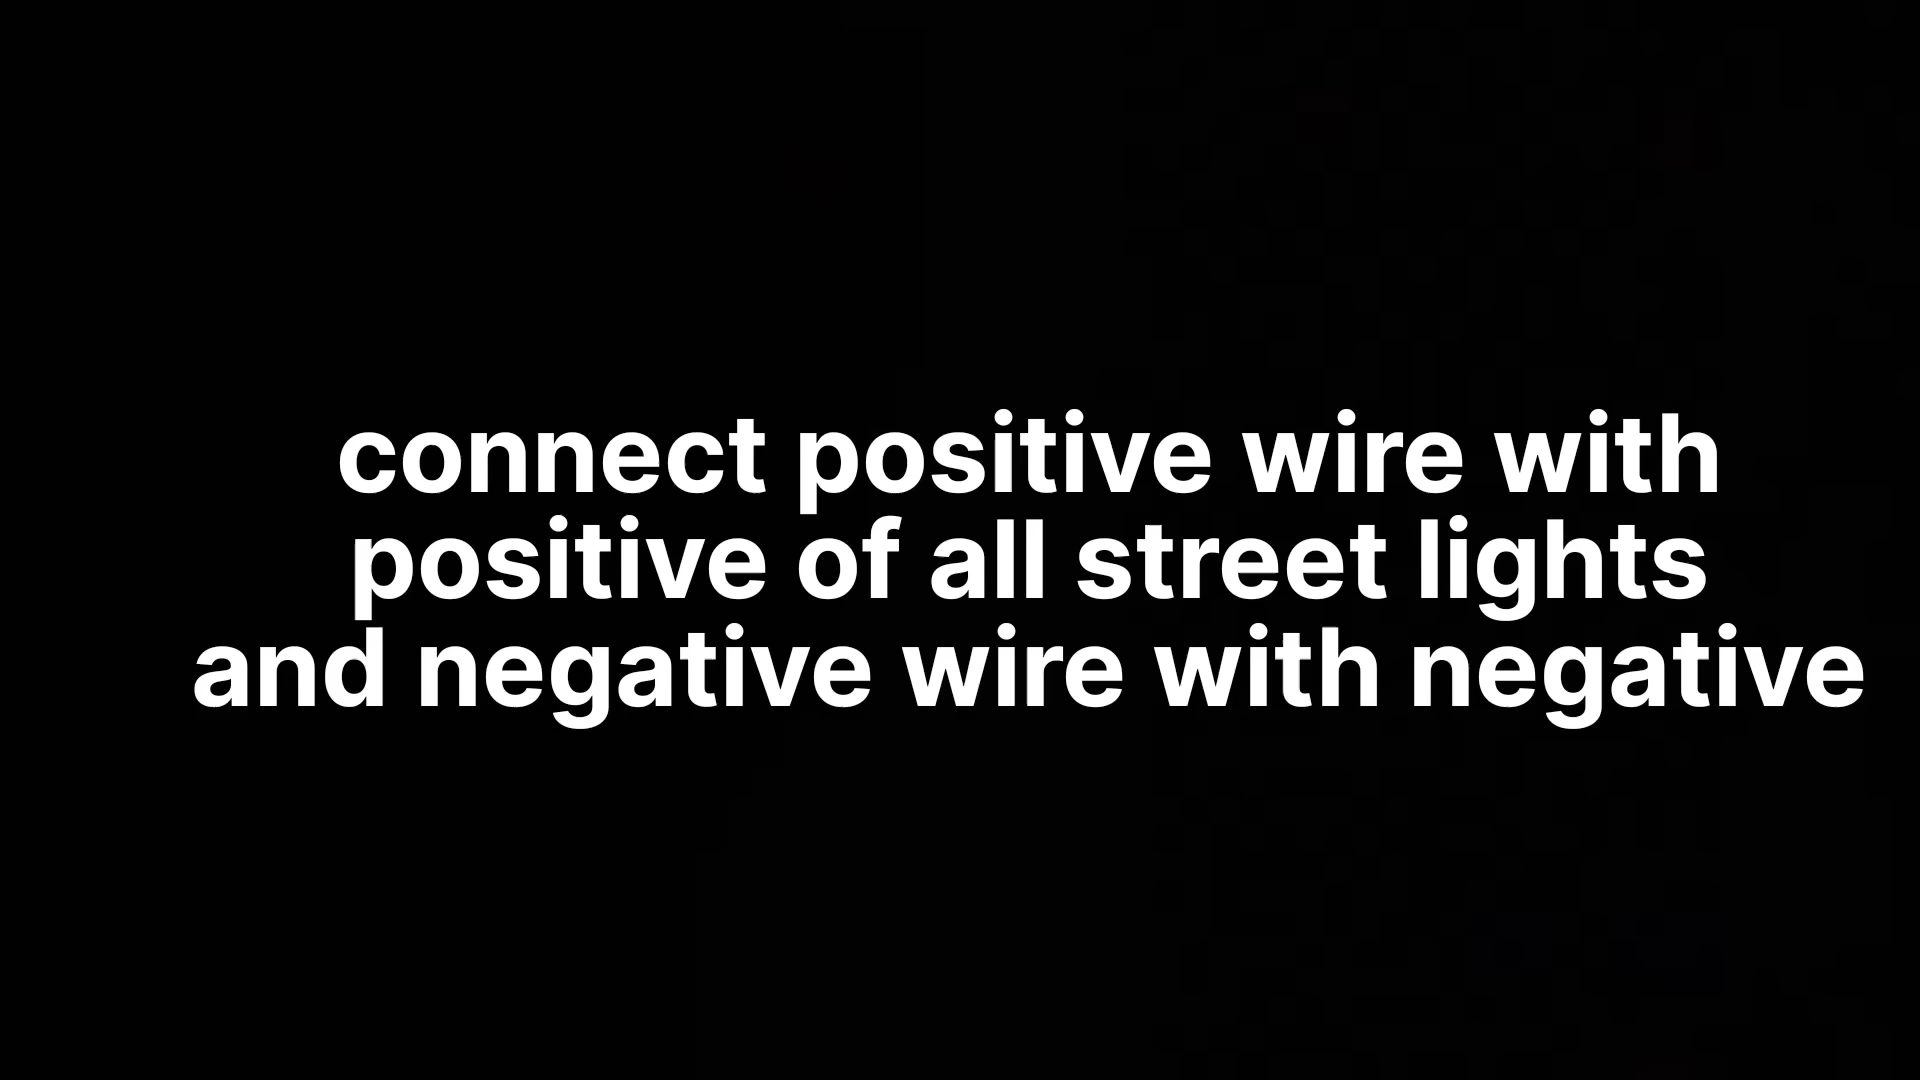 connect positive wire with
positive of all street lights
and negative wire with negative